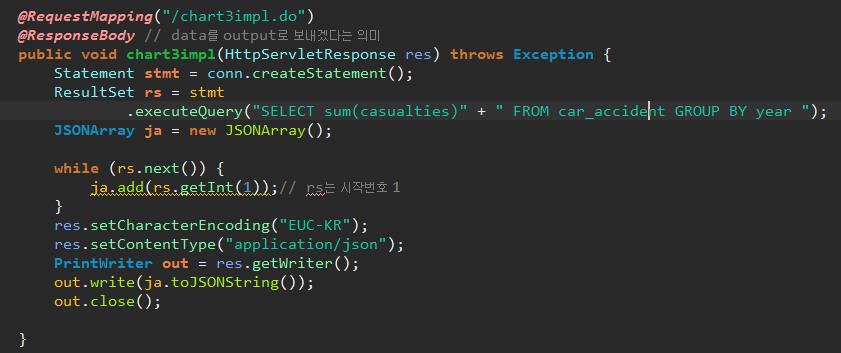 @RequestMapping("/chart3impl.do")
@ResponseBody // data를 output로 보내겠다는 의미
public void chart3impl(HttpServletResponse res) throws Exception {
Statement stmt = conn.createStatement();
ResultSet rs = stmt
.executeQuery("SELECT sum(casualties)" + " FROM car_accident GROUP BY year ");
JSONArray ja = new JSONArray();
while (rs.next()) {
ja.add(rs.getInt(1));// rs는 시작번호 1
}
res.setCharacterEncoding("EUC-KR");
res.setContentType("application/json");
PrintWriter out = res.getWriter();
out.write(ja.toJSONString());
out.close();
}